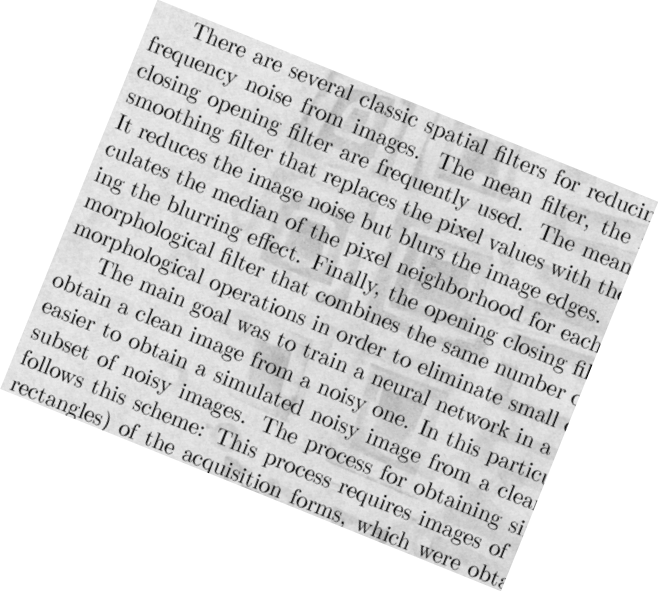 There are several classic spatial filters for reducin
frequency noise from images. The mean filter, the
closing opening filter are frequently used. The mean
smoothing filter that replaces the pixel values with the
It reduces the image noise but blurs the image edges.
culates the median of the pixel neighborhood for each
ing the blurring effect. Finally, the opening closing fil
morphological filter that combines the same number o
morphological operations in order to eliminate small
The main goal was to train a neural network in a
obtain a clean image from a noisy one. In this particu
easier to obtain a simulated noisy image from a clea
subset of noisy images. The process for obtaining si
follows this scheme: This process requires images of
rectangles) of the acquisition forms, which were obta